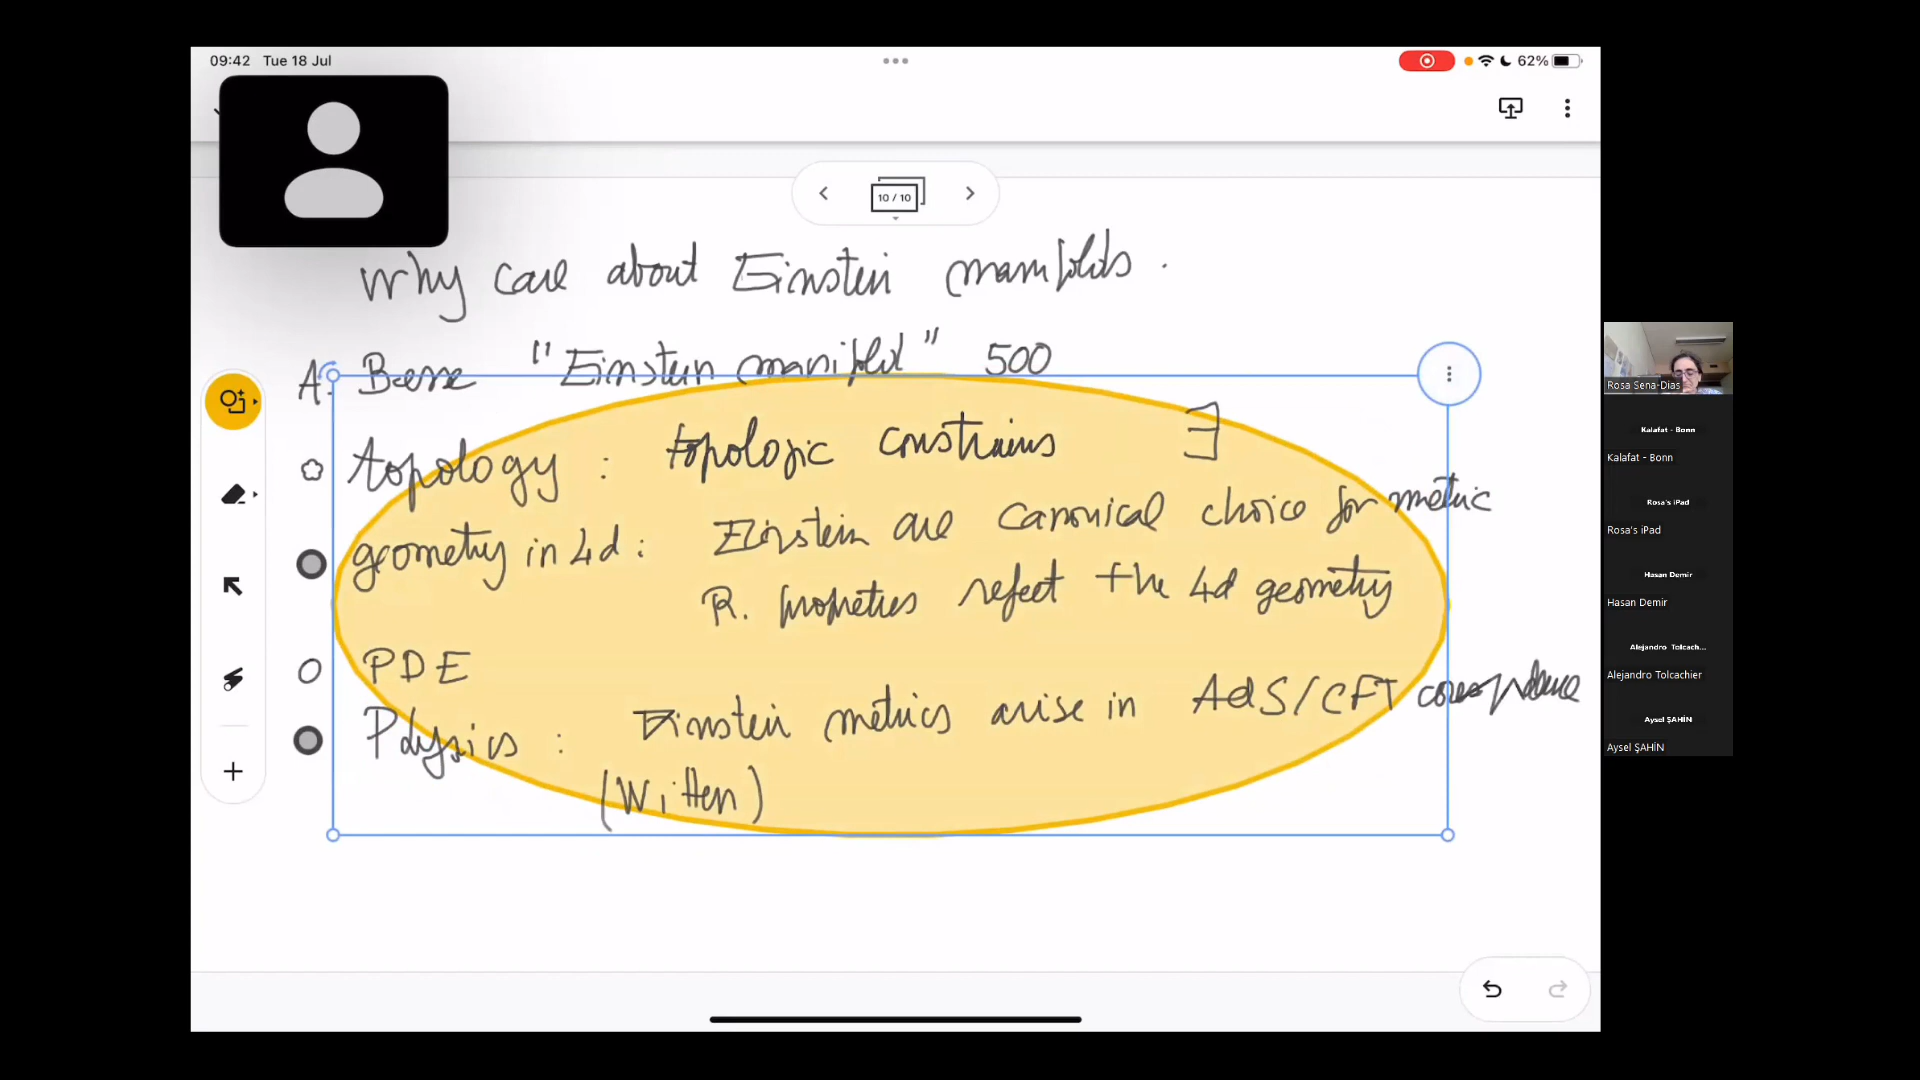 09:42 Tue 18 Jul
62%
10 / 10
Why care about Einstein manifolds.
A. Besse "Einstein manifold" 500
topology : topologic constrains ∃
geometry in 4d : Einstein are canonical choice for metric
R. propreties reflect the 4d geometry
PDE
Physics : Einstein metrics arise in AdS/CFT
(Witten)
Rosa Sena-Dias
Kalafat - Bonn
Kalafat - Bonn
Rosa's iPad
Rosa's iPad
Hasan Demir
Hasan Demir
Alejandro Tolcach...
Alejandro Tolcachier
Aysel ŞAHİN
Aysel ŞAHİN